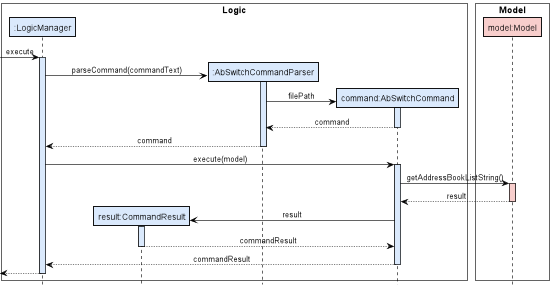 Logic
Model
:LogicManager
model:Model
execute
parseCommand(commandText)
:AbSwitchCommandParser
filePath
command:AbSwitchCommand
command
command
execute(model)
getAddressBookListString()
result
result:CommandResult
result
commandResult
commandResult